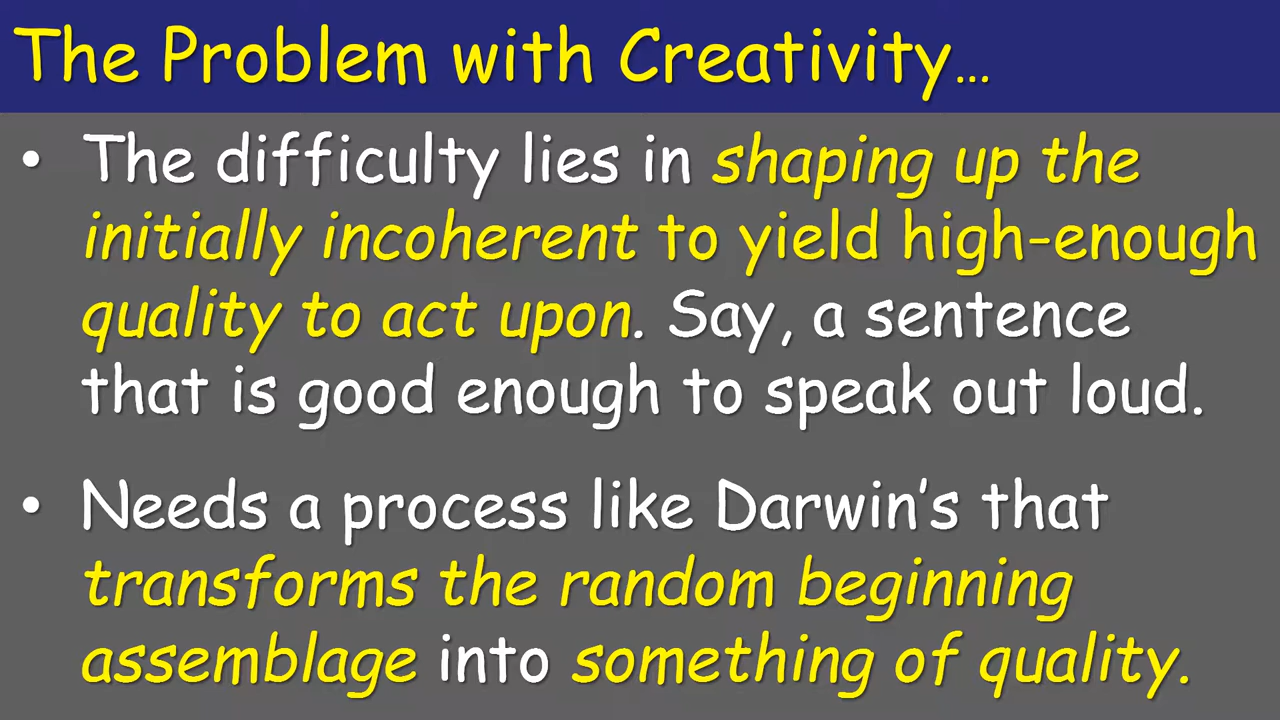 The Problem with Creativity…
• The difficulty lies in shaping up the
initially incoherent to yield high-enough
quality to act upon. Say, a sentence
that is good enough to speak out loud.
• Needs a process like Darwin’s that
transforms the random beginning
assemblage into something of quality.